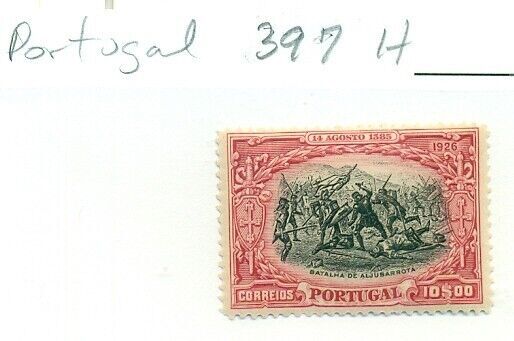 Portugal 397 H
14 AGOSTO 1385
1926
BATALHA DE ALJUBARROTA
CORREIOS PORTUGAL 10$00